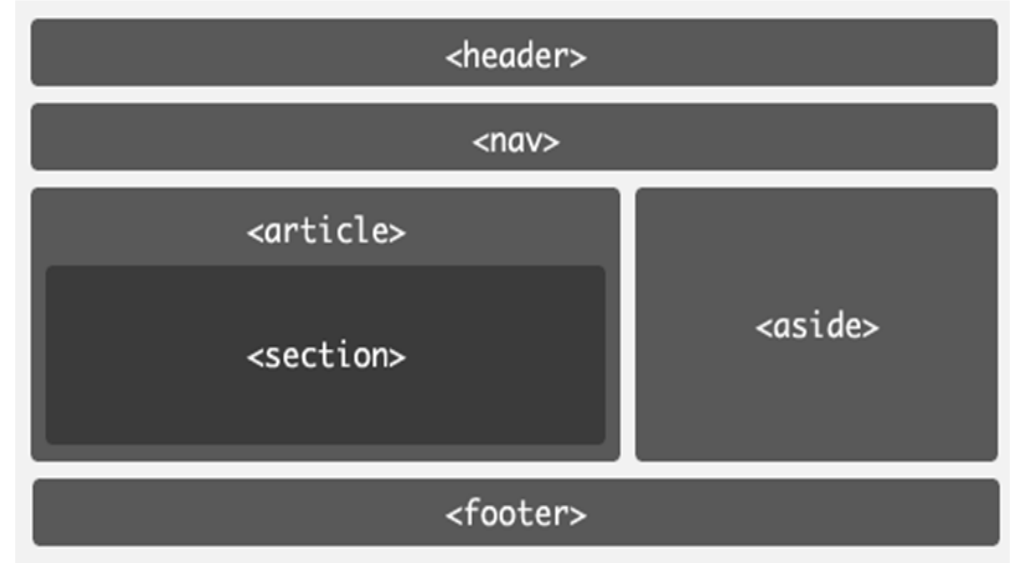 <header>
<nav>
<article>
<section>
<aside>
<footer>